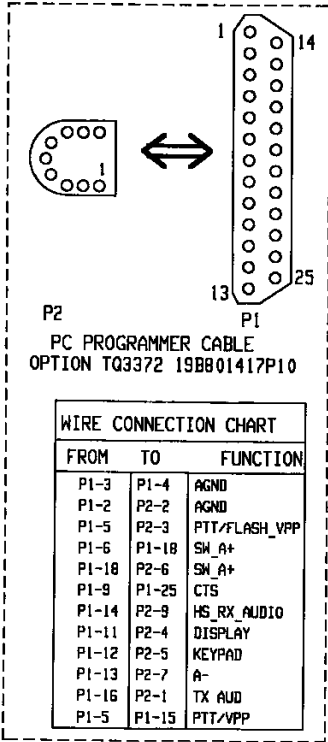 1
14
1
13
25
P2
P1
PC PROGRAMMER CABLE
OPTION TQ3372 19B801417P10
WIRE CONNECTION CHART
FROM TO FUNCTION
P1-3 P1-4 AGND
P1-2 P2-2 AGND
P1-5 P2-3 PTT/FLASH_VPP
P1-6 P1-18 SW_A+
P1-18 P2-6 SW_A+
P1-9 P1-25 CTS
P1-14 P2-9 HS_RX_AUDIO
P1-11 P2-4 DISPLAY
P1-12 P2-5 KEYPAD
P1-13 P2-7 A-
P1-16 P2-1 TX AUD
P1-5 P1-15 PTT/VPP